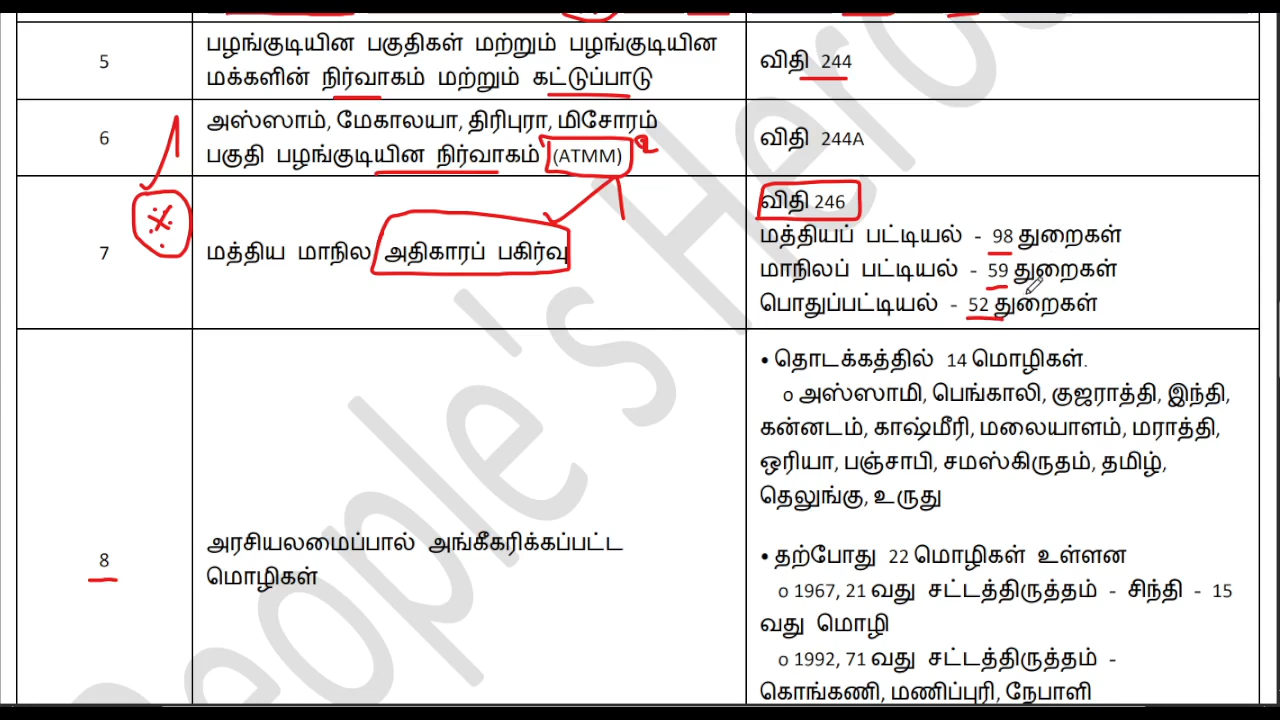 5
பழங்குடியின பகுதிகள் மற்றும் பழங்குடியின
மக்களின் நிர்வாகம் மற்றும் கட்டுப்பாடு
விதி 244
6
அஸ்ஸாம், மேகாலயா, திரிபுரா, மிசோரம்
பகுதி பழங்குடியின நிர்வாகம் (ATMM)
விதி 244A
7
மத்திய மாநில அதிகாரப் பகிர்வு
விதி 246
மத்தியப் பட்டியல் - 98 துறைகள்
மாநிலப் பட்டியல் - 59 துறைகள்
பொதுப்பட்டியல் - 52 துறைகள்
8
அரசியலமைப்பால் அங்கீகரிக்கப்பட்ட
மொழிகள்
• தொடக்கத்தில் 14 மொழிகள்.
o அஸ்ஸாமி, பெங்காலி, குஜராத்தி, இந்தி,
கன்னடம், காஷ்மீரி, மலையாளம், மராத்தி,
ஒரியா, பஞ்சாபி, சமஸ்கிருதம், தமிழ்,
தெலுங்கு, உருது
• தற்போது 22 மொழிகள் உள்ளன
o 1967, 21 வது சட்டத்திருத்தம் - சிந்தி - 15
வது மொழி
o 1992, 71 வது சட்டத்திருத்தம் -
கொங்கணி, மணிப்புரி, நேபாளி
People's Hero